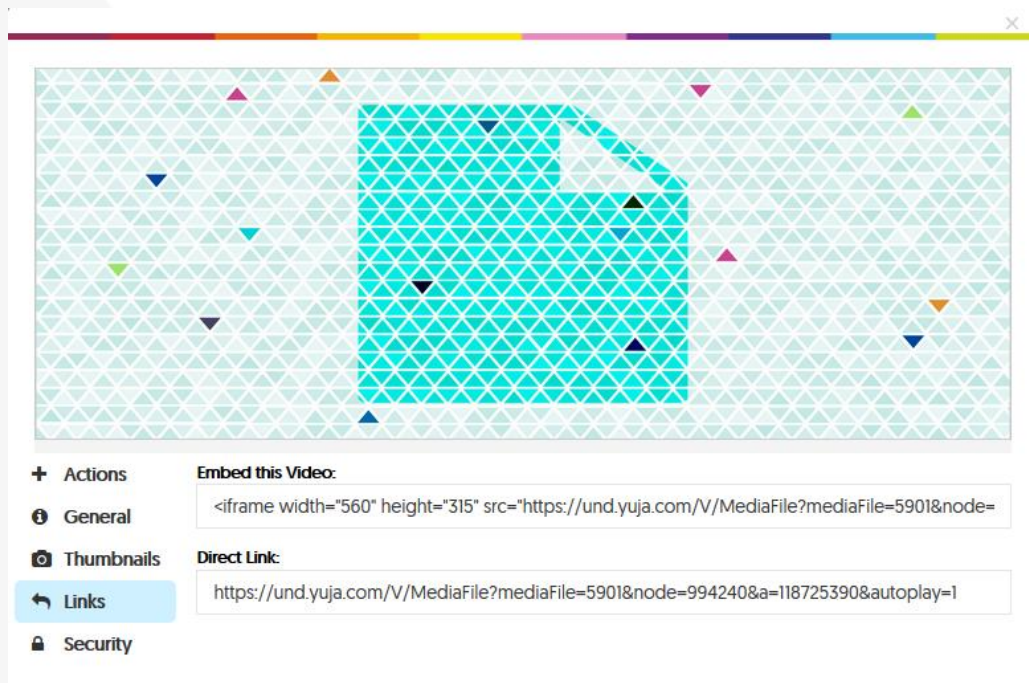 Actions
General
Thumbnails
Links
Security
Embed this Video:
<iframe width="560" height="315" src="https://und.yuja.com/V/MediaFile?mediaFile=5901&node=
Direct Link:
https://und.yuja.com/V/MediaFile?mediaFile=5901&node=994240&a=118725390&autoplay=1